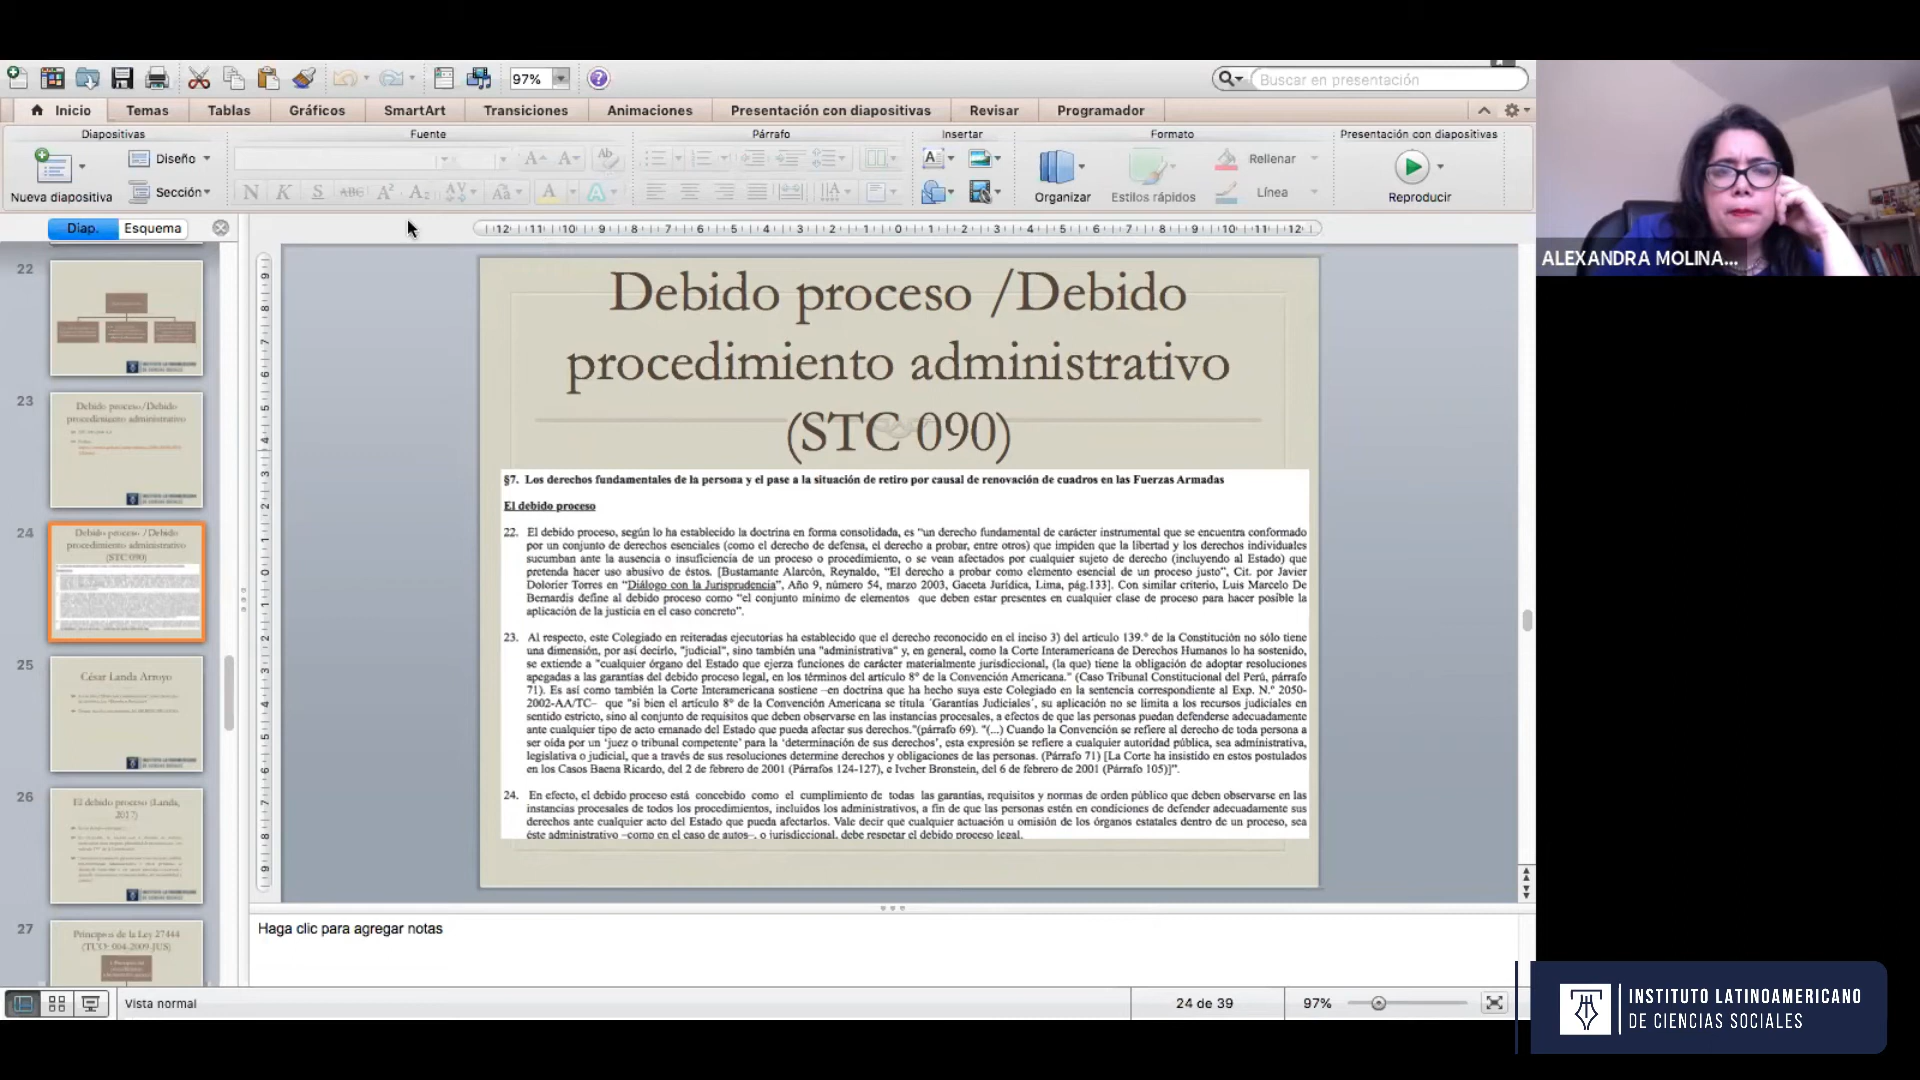 97%
Buscar en presentación
Inicio
Temas
Tablas
Gráficos
SmartArt
Transiciones
Animaciones
Presentación con diapositivas
Revisar
Programador
Diapositivas
Fuente
Párrafo
Insertar
Formato
Presentación con diapositivas
Nueva diapositiva
Diseño
Sección
Organizar
Estilos rápidos
Rellenar
Línea
Reproducir
Diap.
Esquema
ALEXANDRA MOLINA...
22
23
Debido proceso/Debido
procedimiento administrativo
24
Debido proceso /Debido
procedimiento administrativo
(STC 090)
25
César Landa Arroyo
26
El debido proceso (Landa,
2017)
27
Principios de la Ley 27444
(TUO: 004-2009-JUS)
Debido proceso /Debido
procedimiento administrativo
(STC 090)
§7. Los derechos fundamentales de la persona y el pase a la situación de retiro por causal de renovación de cuadros en las Fuerzas Armadas
El debido proceso
22. El debido proceso, según lo ha establecido la doctrina en forma consolidada, es “un derecho fundamental de carácter instrumental que se encuentra conformado
por un conjunto de derechos esenciales (como el derecho de defensa, el derecho a probar, entre otros) que impiden que la libertad y los derechos individuales
sucumban ante la ausencia o insuficiencia de un proceso o procedimiento, o se vean afectados por cualquier sujeto de derecho (incluyendo al Estado) que
pretenda hacer uso abusivo de éstos. [Bustamante Alarcón, Reynaldo, “El derecho a probar como elemento esencial de un proceso justo”, Cit. por Javier
Dolorier Torres en “Diálogo con la Jurisprudencia”, Año 9, número 54, marzo 2003, Gaceta Jurídica, Lima, pág.133]. Con similar criterio, Luis Marcelo De
Bernardis define al debido proceso como “el conjunto mínimo de elementos que deben estar presentes en cualquier clase de proceso para hacer posible la
aplicación de la justicia en el caso concreto”.
23. Al respecto, este Colegiado en reiteradas ejecutorias ha establecido que el derecho reconocido en el inciso 3) del artículo 139.° de la Constitución no sólo tiene
una dimensión, por así decirlo, "judicial", sino también una "administrativa" y, en general, como la Corte Interamericana de Derechos Humanos lo ha sostenido,
se extiende a "cualquier órgano del Estado que ejerza funciones de carácter materialmente jurisdiccional, (la que) tiene la obligación de adoptar resoluciones
apegadas a las garantías del debido proceso legal, en los términos del artículo 8° de la Convención Americana." (Caso Tribunal Constitucional del Perú, párrafo
71). Es así como también la Corte Interamericana sostiene –en doctrina que ha hecho suya este Colegiado en la sentencia correspondiente al Exp. N.° 2050-
2002-AA/TC– que "si bien el artículo 8° de la Convención Americana se titula ‘Garantías Judiciales’, su aplicación no se limita a los recursos judiciales en
sentido estricto, sino al conjunto de requisitos que deben observarse en las instancias procesales, a efectos de que las personas puedan defenderse adecuadamente
ante cualquier tipo de acto emanado del Estado que pueda afectar sus derechos."(párrafo 69). "(...) Cuando la Convención se refiere al derecho de toda persona a
ser oída por un ‘juez o tribunal competente’ para la ‘determinación de sus derechos’, esta expresión se refiere a cualquier autoridad pública, sea administrativa,
legislativa o judicial, que a través de sus resoluciones determine derechos y obligaciones de las personas. (Párrafo 71) [La Corte ha insistido en estos postulados
en los Casos Baena Ricardo, del 2 de febrero de 2001 (Párrafos 124-127), e Ivcher Bronstein, del 6 de febrero de 2001 (Párrafo 105)]”.
24. En efecto, el debido proceso está concebido como el cumplimiento de todas las garantías, requisitos y normas de orden público que deben observarse en las
instancias procesales de todos los procedimientos, incluidos los administrativos, a fin de que las personas estén en condiciones de defender adecuadamente sus
derechos ante cualquier acto del Estado que pueda afectarlos. Vale decir que cualquier actuación u omisión de los órganos estatales dentro de un proceso, sea
éste administrativo –como en el caso de autos–, o jurisdiccional, debe respetar el debido proceso legal.
Haga clic para agregar notas
Vista normal
24 de 39
97%
INSTITUTO LATINOAMERICANO
DE CIENCIAS SOCIALES